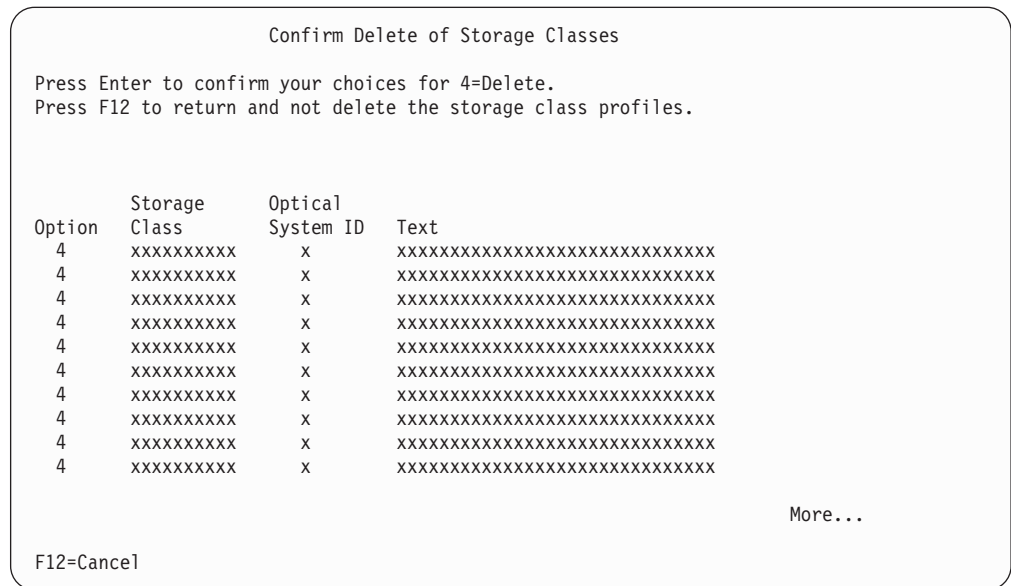 Confirm Delete of Storage Classes
Press Enter to confirm your choices for 4=Delete.
Press F12 to return and not delete the storage class profiles.
Storage Optical
Option Class System ID Text
4 xxxxxxxxxx x xxxxxxxxxxxxxxxxxxxxxxxxxxxxxx
4 xxxxxxxxxx x xxxxxxxxxxxxxxxxxxxxxxxxxxxxxx
4 xxxxxxxxxx x xxxxxxxxxxxxxxxxxxxxxxxxxxxxxx
4 xxxxxxxxxx x xxxxxxxxxxxxxxxxxxxxxxxxxxxxxx
4 xxxxxxxxxx x xxxxxxxxxxxxxxxxxxxxxxxxxxxxxx
4 xxxxxxxxxx x xxxxxxxxxxxxxxxxxxxxxxxxxxxxxx
4 xxxxxxxxxx x xxxxxxxxxxxxxxxxxxxxxxxxxxxxxx
4 xxxxxxxxxx x xxxxxxxxxxxxxxxxxxxxxxxxxxxxxx
4 xxxxxxxxxx x xxxxxxxxxxxxxxxxxxxxxxxxxxxxxx
4 xxxxxxxxxx x xxxxxxxxxxxxxxxxxxxxxxxxxxxxxx
More...
F12=Cancel